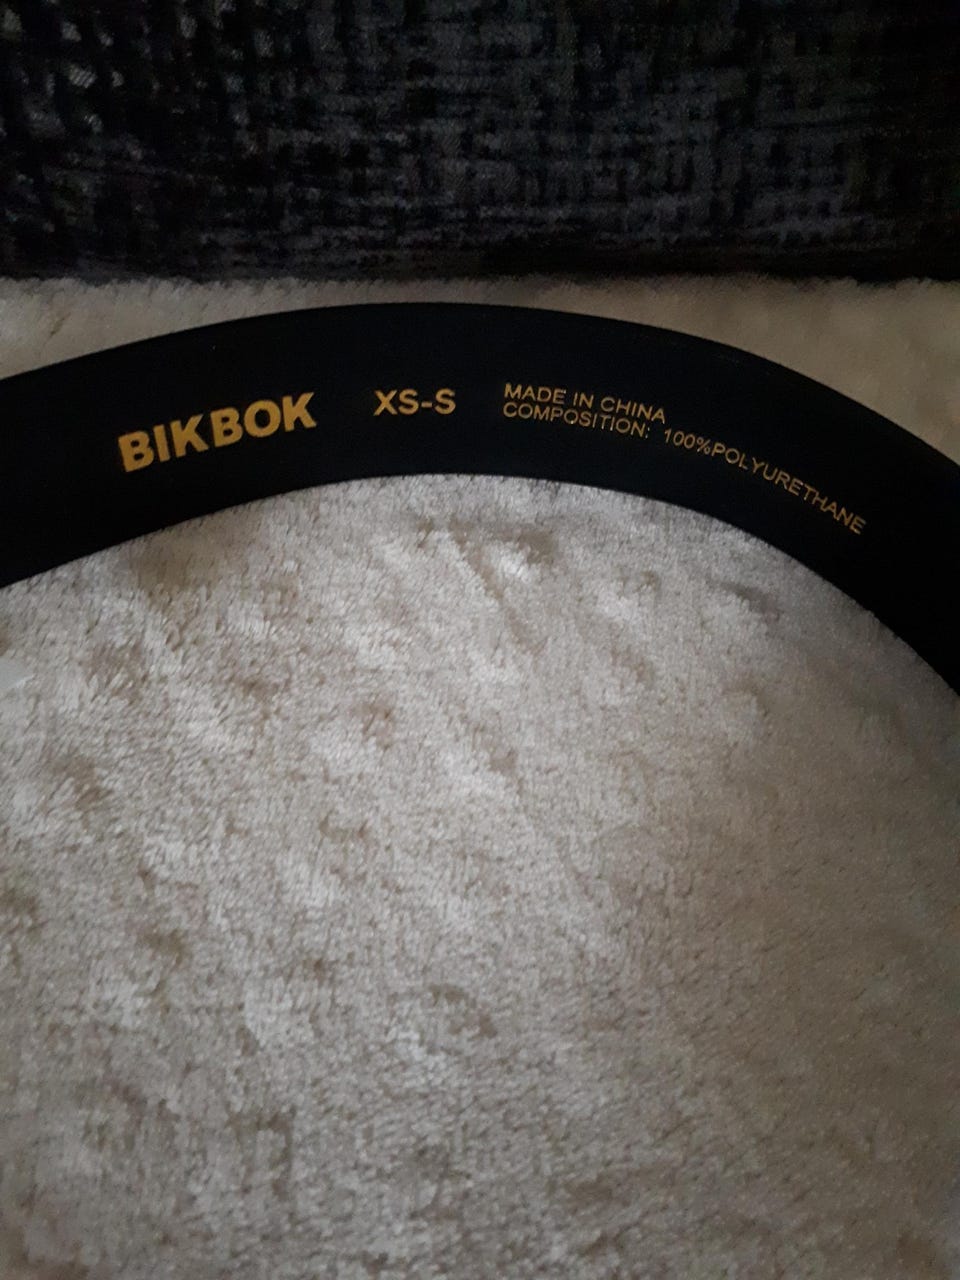 BIKBOK
XS-S
MADE IN CHINA
COMPOSITION: 100%POLYURETHANE